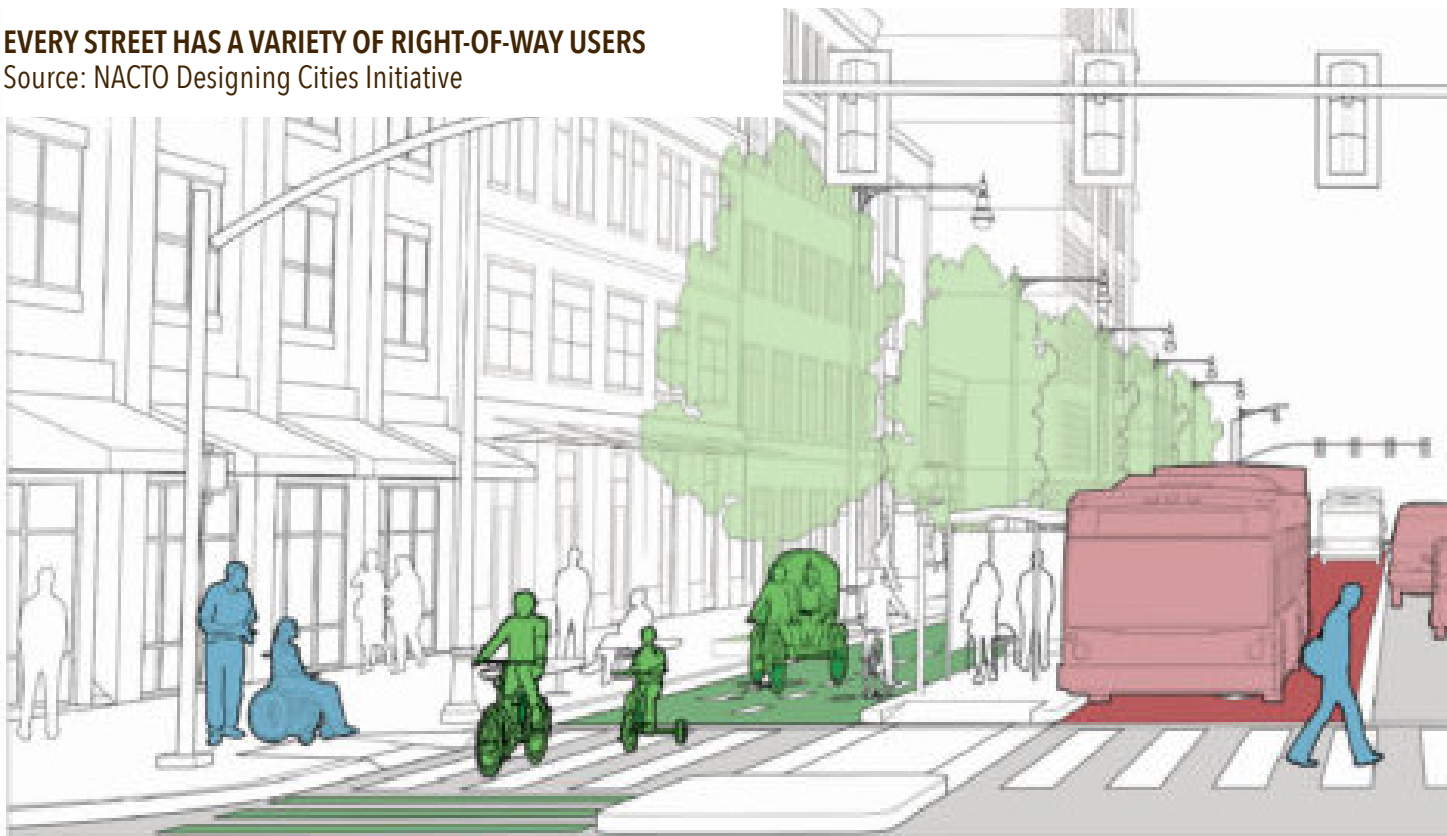 EVERY STREET HAS A VARIETY OF RIGHT-OF-WAY USERS
Source: NACTO Designing Cities Initiative